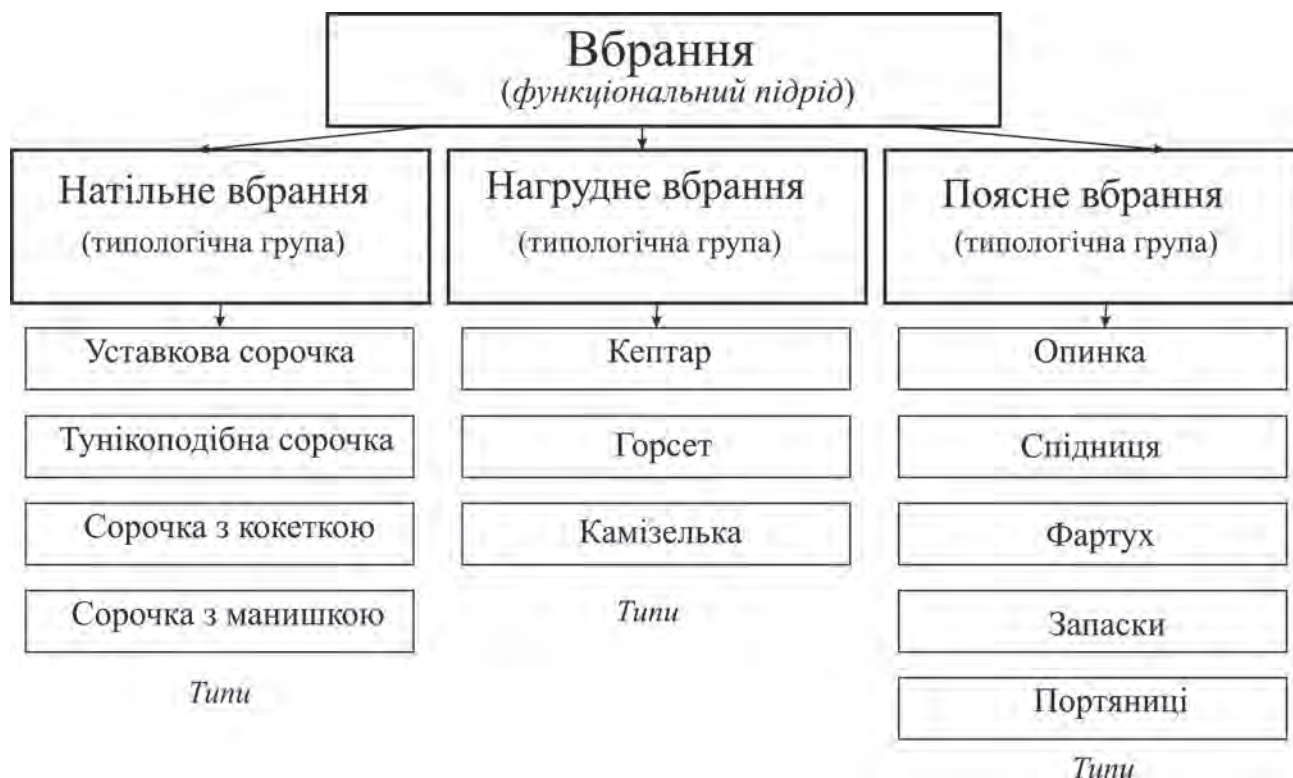 Вбрання
(функціональний підрід)
Натільне вбрання
(типологічна група)
Уставкова сорочка
Тунікоподібна сорочка
Сорочка з кокеткою
Сорочка з манишкою
Типи
Нагрудне вбрання
(типологічна група)
Кептар
Горсет
Камізелька
Типи
Поясне вбрання
(типологічна група)
Опинка
Спідниця
Фартух
Запаски
Портяниці
Типи